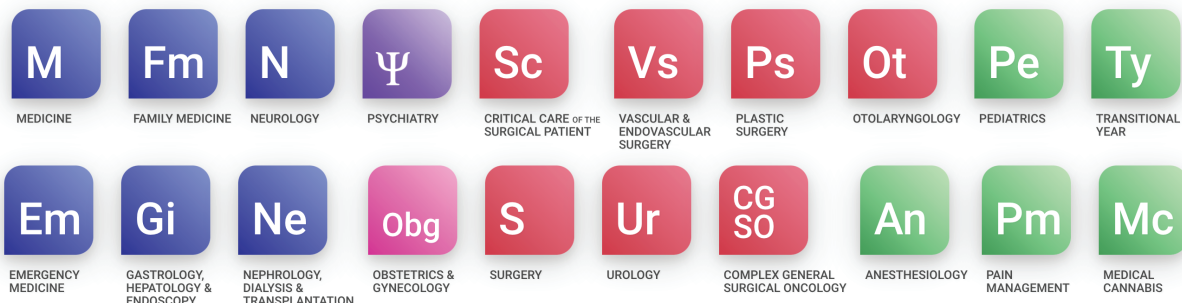 M Fm N Ψ Sc Vs Ps Ot Pe Ty
MEDICINE FAMILY MEDICINE NEUROLOGY PSYCHIATRY CRITICAL CARE OF THE VASCULAR & PLASTIC OTOLARYNGOLOGY PEDIATRICS TRANSITIONAL
SURGICAL PATIENT ENDOVASCULAR SURGERY YEAR
SURGERY
Em Gi Ne Obg S Ur CG An Pm Mc
SO
EMERGENCY GASTROLOGY, NEPHROLOGY, OBSTETRICS & SURGERY UROLOGY COMPLEX GENERAL ANESTHESIOLOGY PAIN MEDICAL
MEDICINE HEPATOLOGY & DIALYSIS & GYNECOLOGY SURGICAL ONCOLOGY MANAGEMENT CANNABIS
ENDOSCOPY TRANSPLANTATION